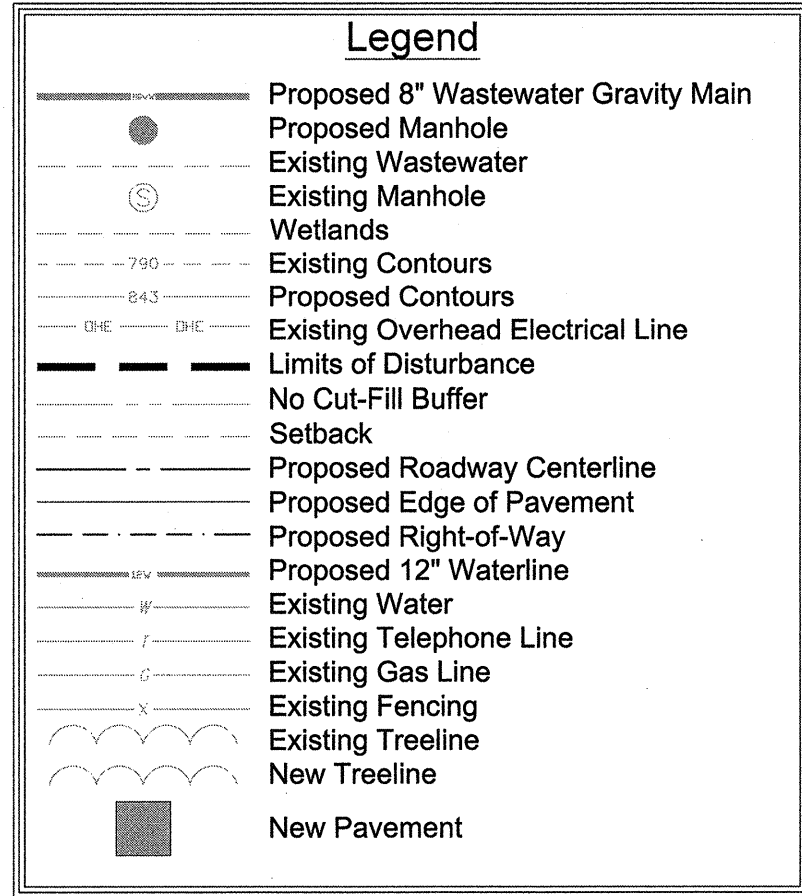 Legend
Proposed 8" Wastewater Gravity Main
Proposed Manhole
Existing Wastewater
S Existing Manhole
Wetlands
790 Existing Contours
843 Proposed Contours
OHE OHE Existing Overhead Electrical Line
Limits of Disturbance
No Cut-Fill Buffer
Setback
Proposed Roadway Centerline
Proposed Edge of Pavement
Proposed Right-of-Way
12W Proposed 12" Waterline
W Existing Water
T Existing Telephone Line
G Existing Gas Line
X Existing Fencing
Existing Treeline
New Treeline
New Pavement